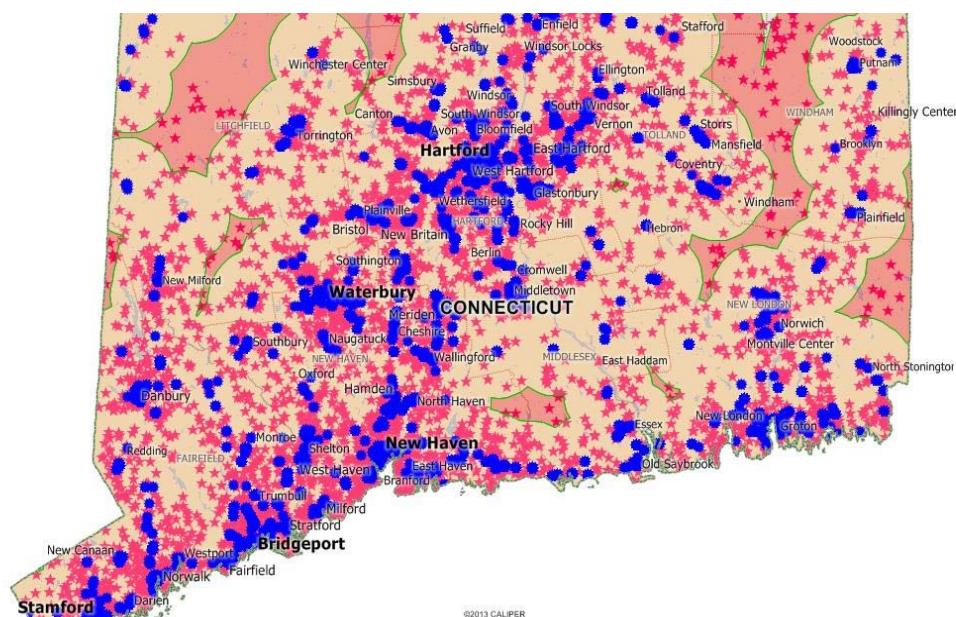 Suffield
Enfield
Stafford
Granby
Windsor Locks
Woodstock
Winchester Center
Putnam
Simsbury
Ellington
Windsor
Tolland
Canton
South Windsor
South Windsor
WINDHAM
Killingly Center
LITCHFIELD
Torrington
Avon
Bloomfield
Vernon
Storrs
TOLLAND
Hartford
East Hartford
Mansfield
Brooklyn
West Hartford
Coventry
Glastonbury
Wethersfield
Windham
Plainville
HARTFORD
Rocky Hill
Plainfield
Bristol
New Britain
Hebron
Berlin
Southington
Cromwell
New Milford
Waterbury
Middletown
CONNECTICUT
NEW LONDON
Meriden
Norwich
Naugatuck
Cheshire
Southbury
Montville Center
NEW HAVEN
Wallingford
MIDDLESEX
East Haddam
North Stonington
Oxford
Hamden
Danbury
North Haven
New London
Essex
Groton
Monroe
New Haven
Redding
Shelton
FAIRFIELD
West Haven
East Haven
Old Saybrook
Branford
Trumbull
Milford
Stratford
New Canaan
Westport
Bridgeport
Fairfield
Norwalk
Darien
Stamford
©2013 CALIPER